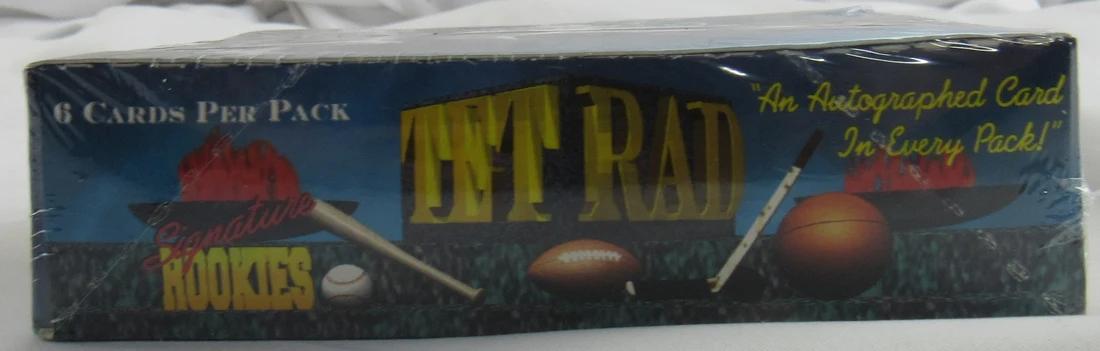 6 CARDS PER PACK
TET RAD
"An Autographed Card
In Every Pack!"
Signature
ROOKIES